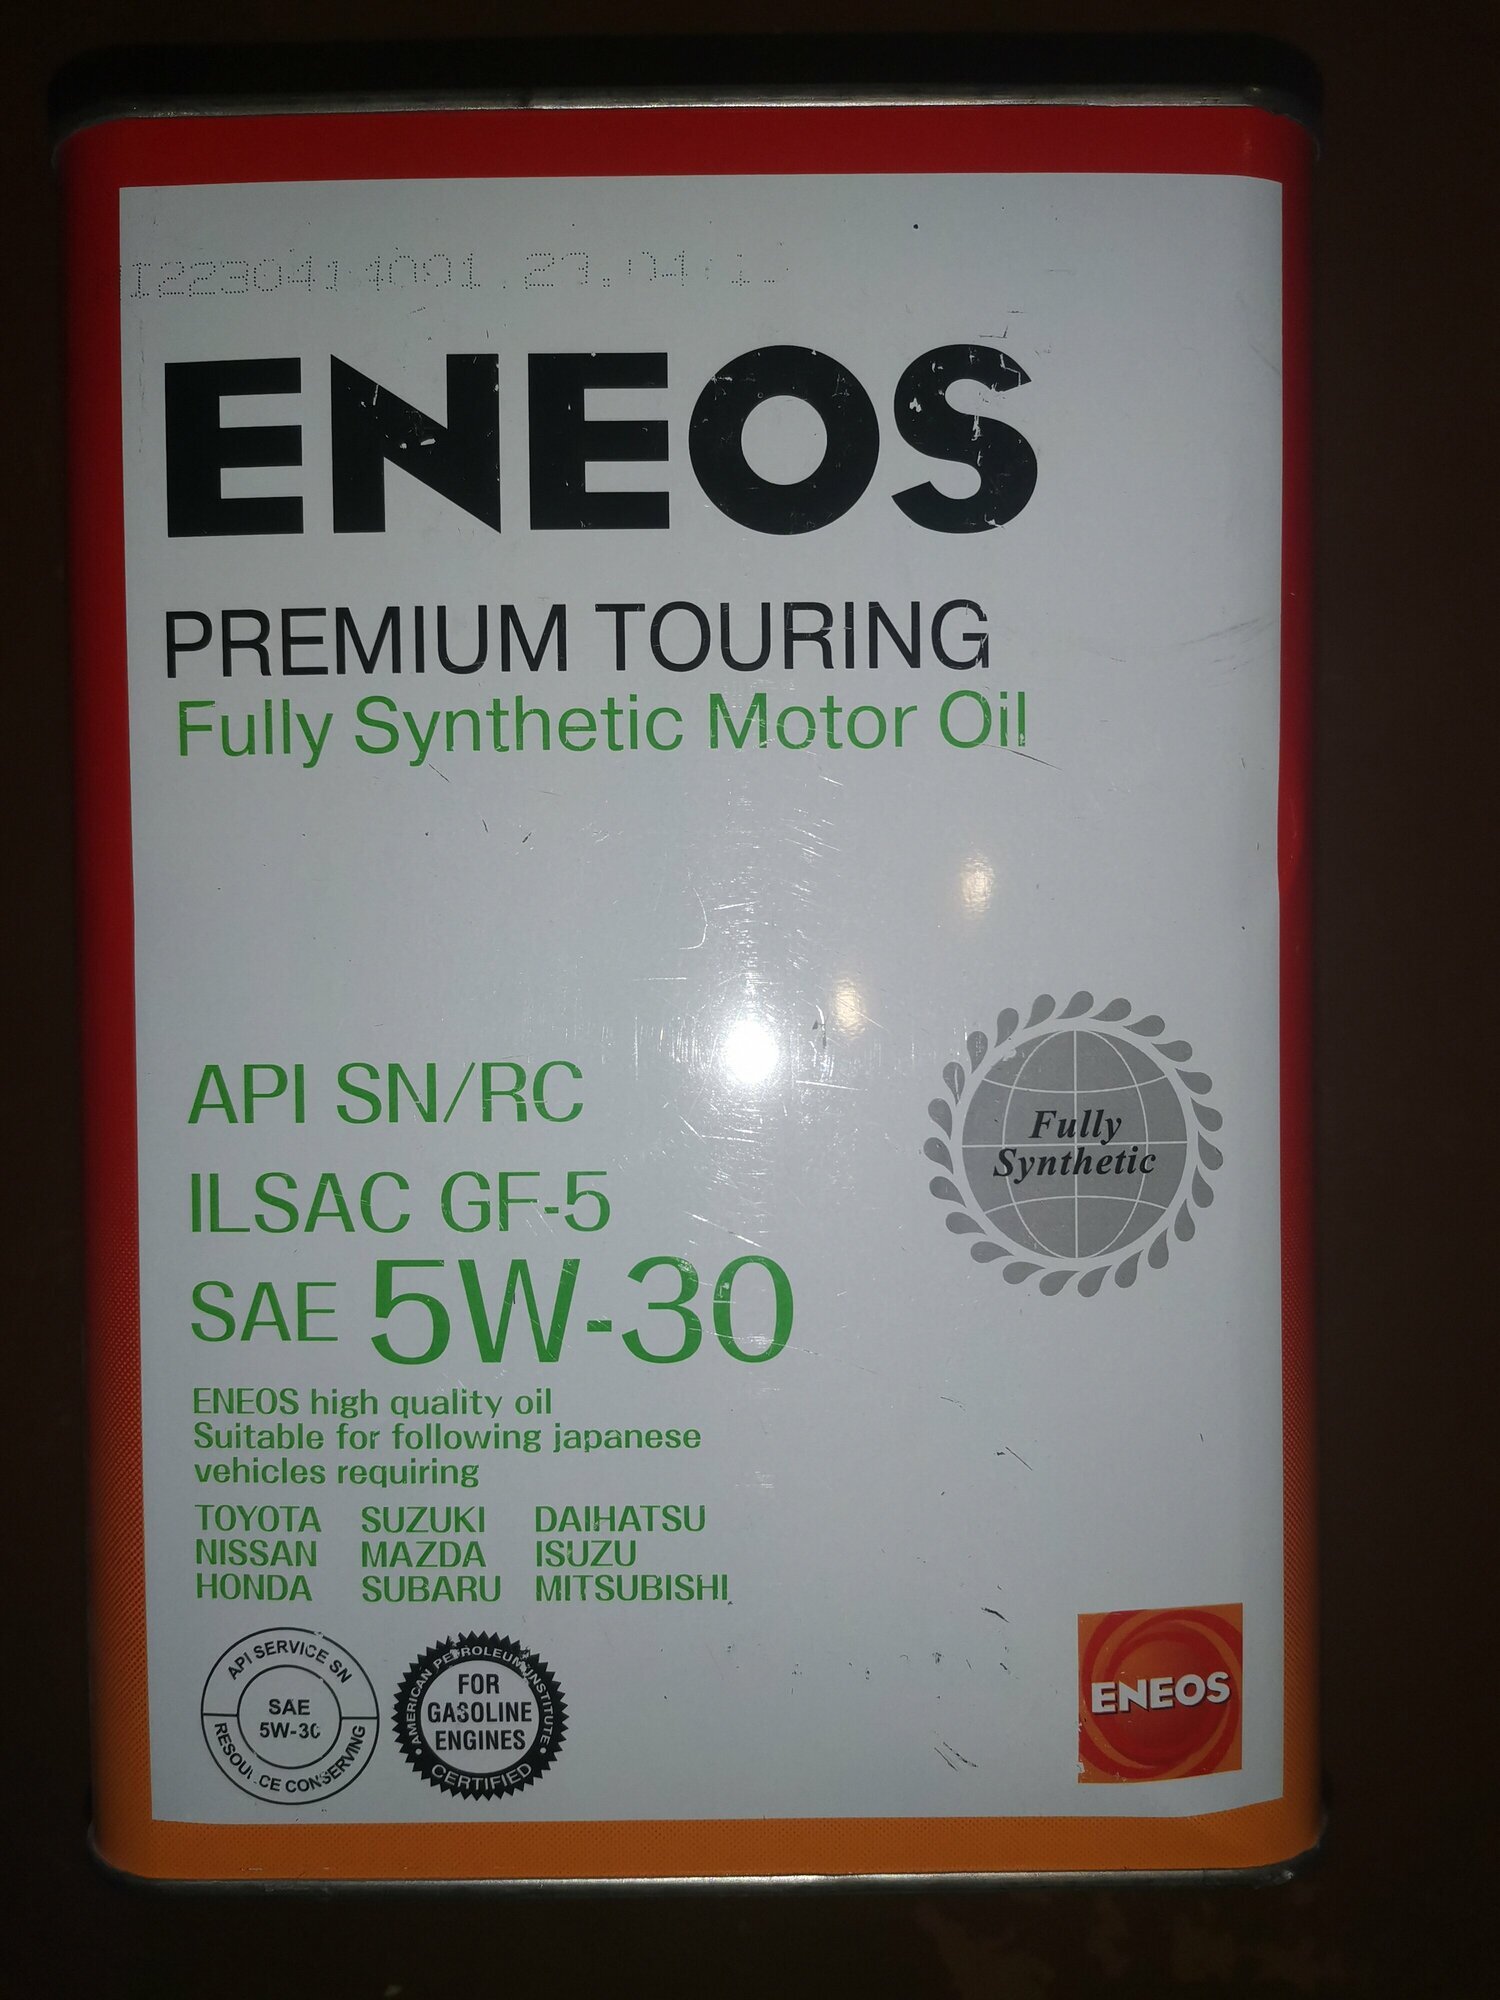 ENEOS
PREMIUM TOURING
Fully Synthetic Motor Oil
Fully
Synthetic
API SN/RC
ILSAC GF-5
SAE 5W-30
ENEOS high quality oil
Suitable for following japanese
vehicles requiring
TOYOTA SUZUKI DAIHATSU
NISSAN MAZDA ISUZU
HONDA SUBARU MITSUBISHI
API SERVICE SN
SAE
5W-30
RESOURCE CONSERVING
AMERICAN PETROLEUM INSTITUTE
FOR
GASOLINE
ENGINES
CERTIFIED
ENEOS